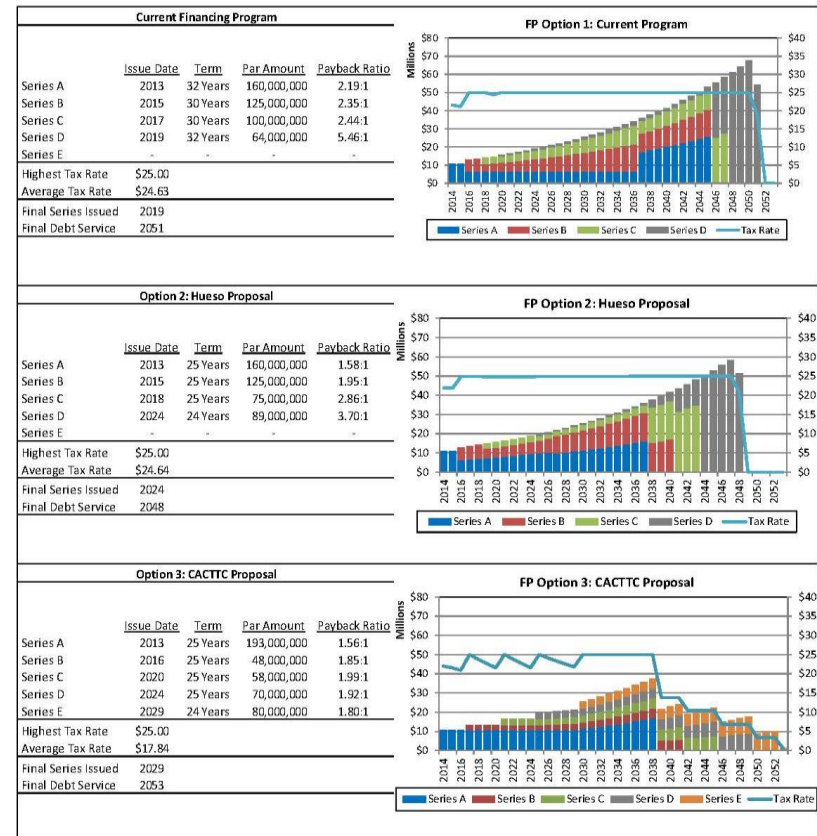 Current Financing Program
Issue Date Term Par Amount Payback Ratio
Series A 2013 32 Years 160,000,000 2.19:1
Series B 2015 30 Years 125,000,000 2.35:1
Series C 2017 30 Years 100,000,000 2.44:1
Series D 2019 32 Years 64,000,000 5.46:1
Series E - - - -
Highest Tax Rate $25.00
Average Tax Rate $24.63
Final Series Issued 2019
Final Debt Service 2051
FP Option 1: Current Program
Millions
$80 $40
$70 $35
$60 $30
$50 $25
$40 $20
$30 $15
$20 $10
$10 $5
$0 $0
2014 2016 2018 2020 2022 2024 2026 2028 2030 2032 2034 2036 2038 2040 2042 2044 2046 2048 2050 2052
Series A Series B Series C Series D Tax Rate
Option 2: Hueso Proposal
Issue Date Term Par Amount Payback Ratio
Series A 2013 25 Years 160,000,000 1.58:1
Series B 2015 25 Years 125,000,000 1.95:1
Series C 2018 25 Years 75,000,000 2.86:1
Series D 2024 24 Years 89,000,000 3.70:1
Series E - - - -
Highest Tax Rate $25.00
Average Tax Rate $24.64
Final Series Issued 2024
Final Debt Service 2048
FP Option 2: Hueso Proposal
Millions
$80 $40
$70 $35
$60 $30
$50 $25
$40 $20
$30 $15
$20 $10
$10 $5
$0 $0
2014 2016 2018 2020 2022 2024 2026 2028 2030 2032 2034 2036 2038 2040 2042 2044 2046 2048 2050 2052
Series A Series B Series C Series D Tax Rate
Option 3: CACTTC Proposal
Issue Date Term Par Amount Payback Ratio
Series A 2013 25 Years 193,000,000 1.56:1
Series B 2016 25 Years 48,000,000 1.85:1
Series C 2020 25 Years 58,000,000 1.99:1
Series D 2024 25 Years 70,000,000 1.92:1
Series E 2029 24 Years 80,000,000 1.80:1
Highest Tax Rate $25.00
Average Tax Rate $17.84
Final Series Issued 2029
Final Debt Service 2053
FP Option 3: CACTTC Proposal
Millions
$80 $40
$70 $35
$60 $30
$50 $25
$40 $20
$30 $15
$20 $10
$10 $5
$0 $0
2014 2016 2018 2020 2022 2024 2026 2028 2030 2032 2034 2036 2038 2040 2042 2044 2046 2048 2050 2052
Series A Series B Series C Series D Series E Tax Rate